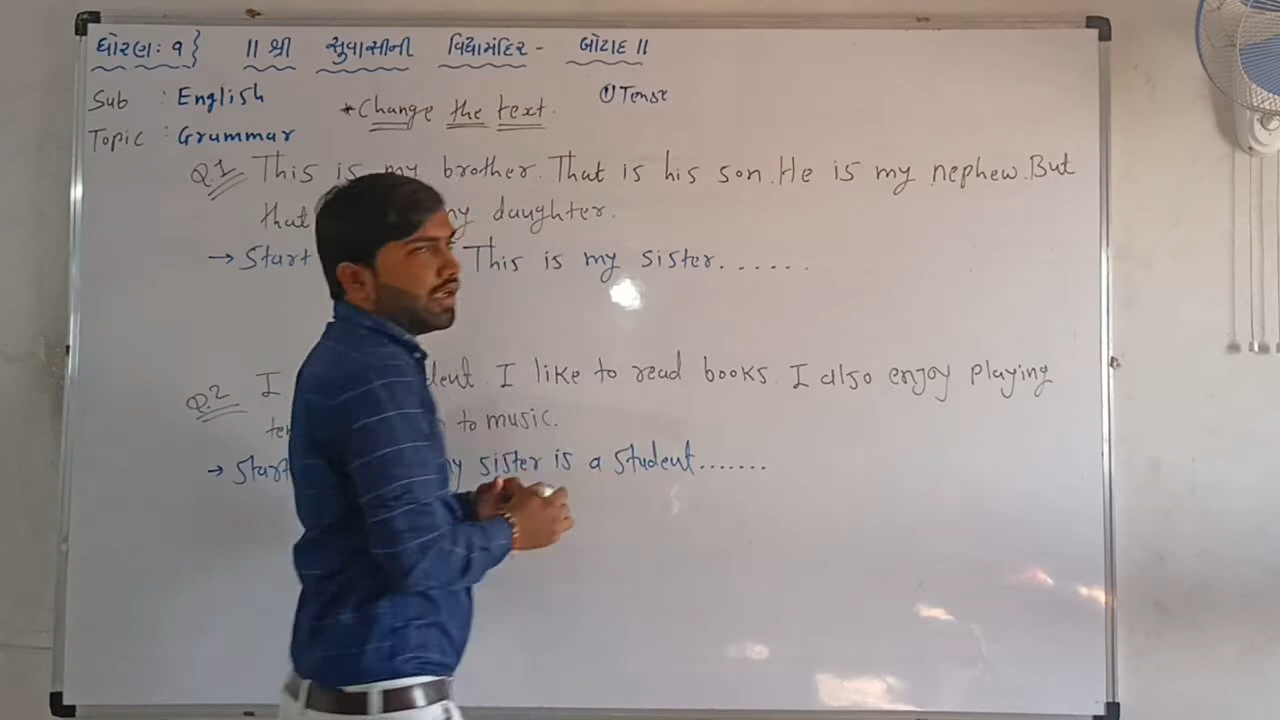 ધોરણઃ ૧} ॥ શ્રી સુવાસીની વિદ્યામંદિર - બોટાદ ॥
Sub : English
*Change the text. ① Tense
Topic : Grammar
Q.1 This is my brother. That is his son. He is my nephew. But
that my daughter.
→ Start This is my sister......
Q.2 I I like to read books. I also enjoy playing
to music.
→ Start sister is a student.......